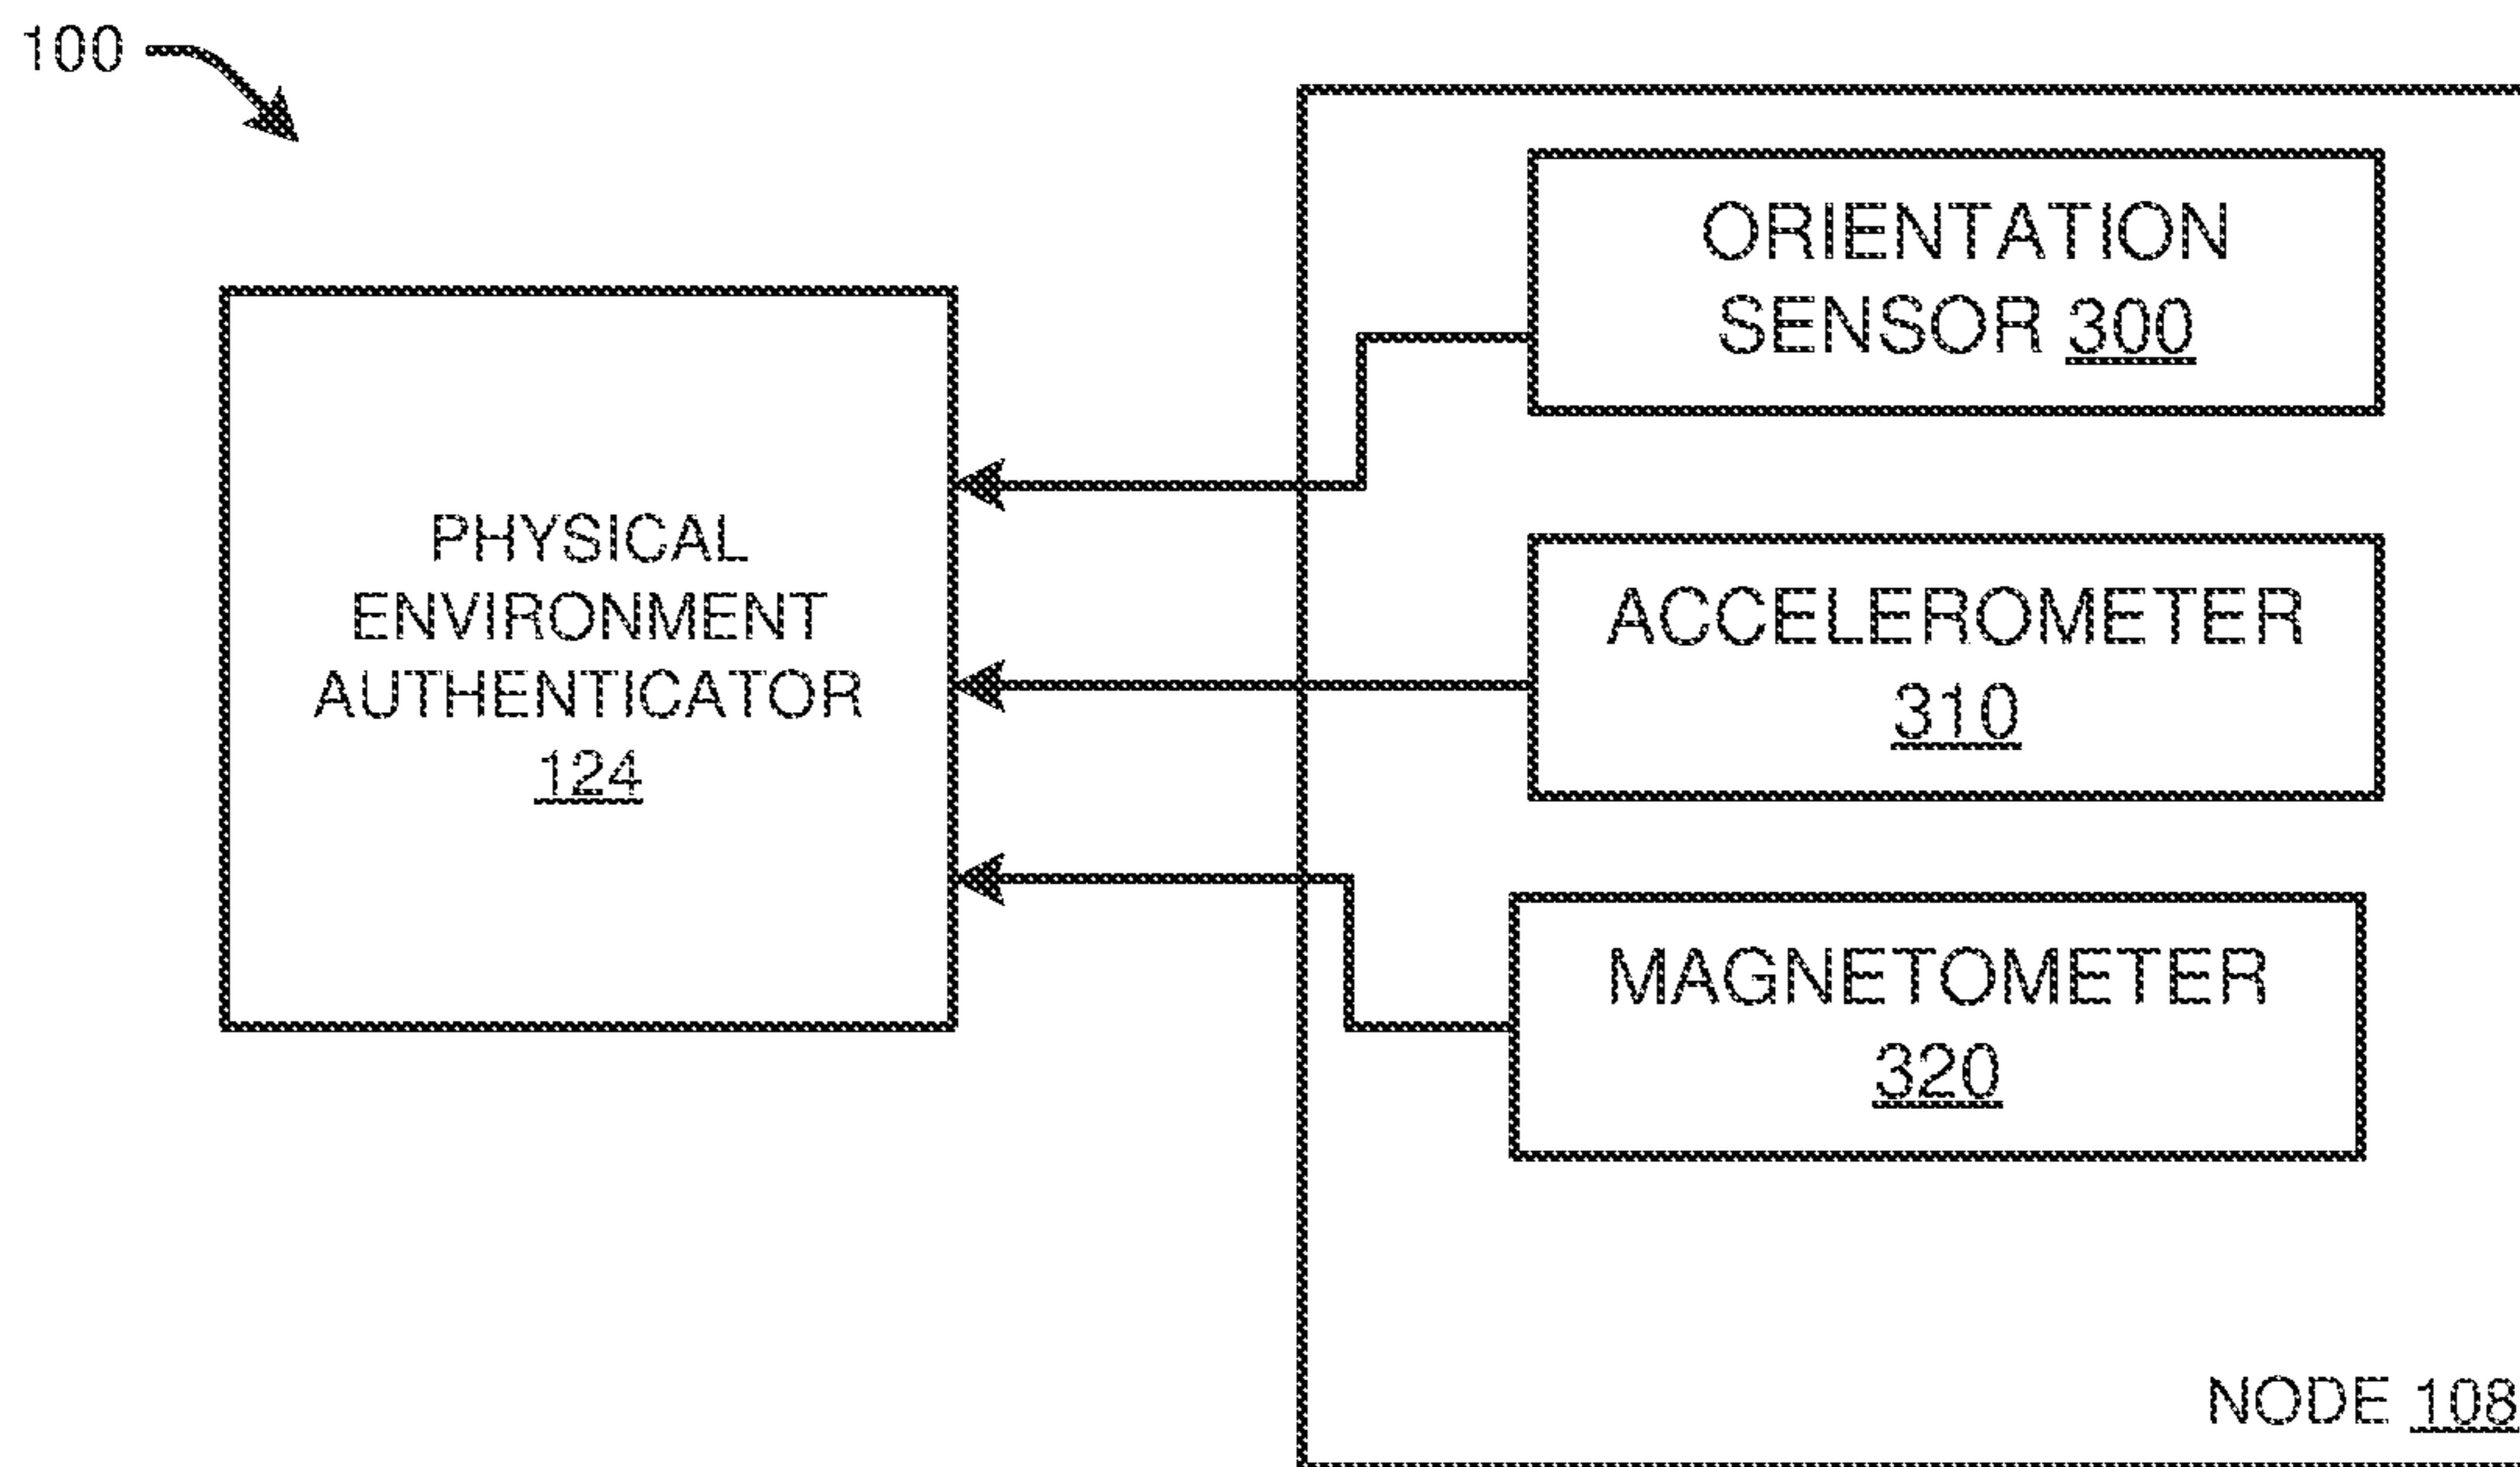 100
ORIENTATION
SENSOR 300
PHYSICAL
ENVIRONMENT
AUTHENTICATOR
124
ACCELEROMETER
310
MAGNETOMETER
320
NODE 108